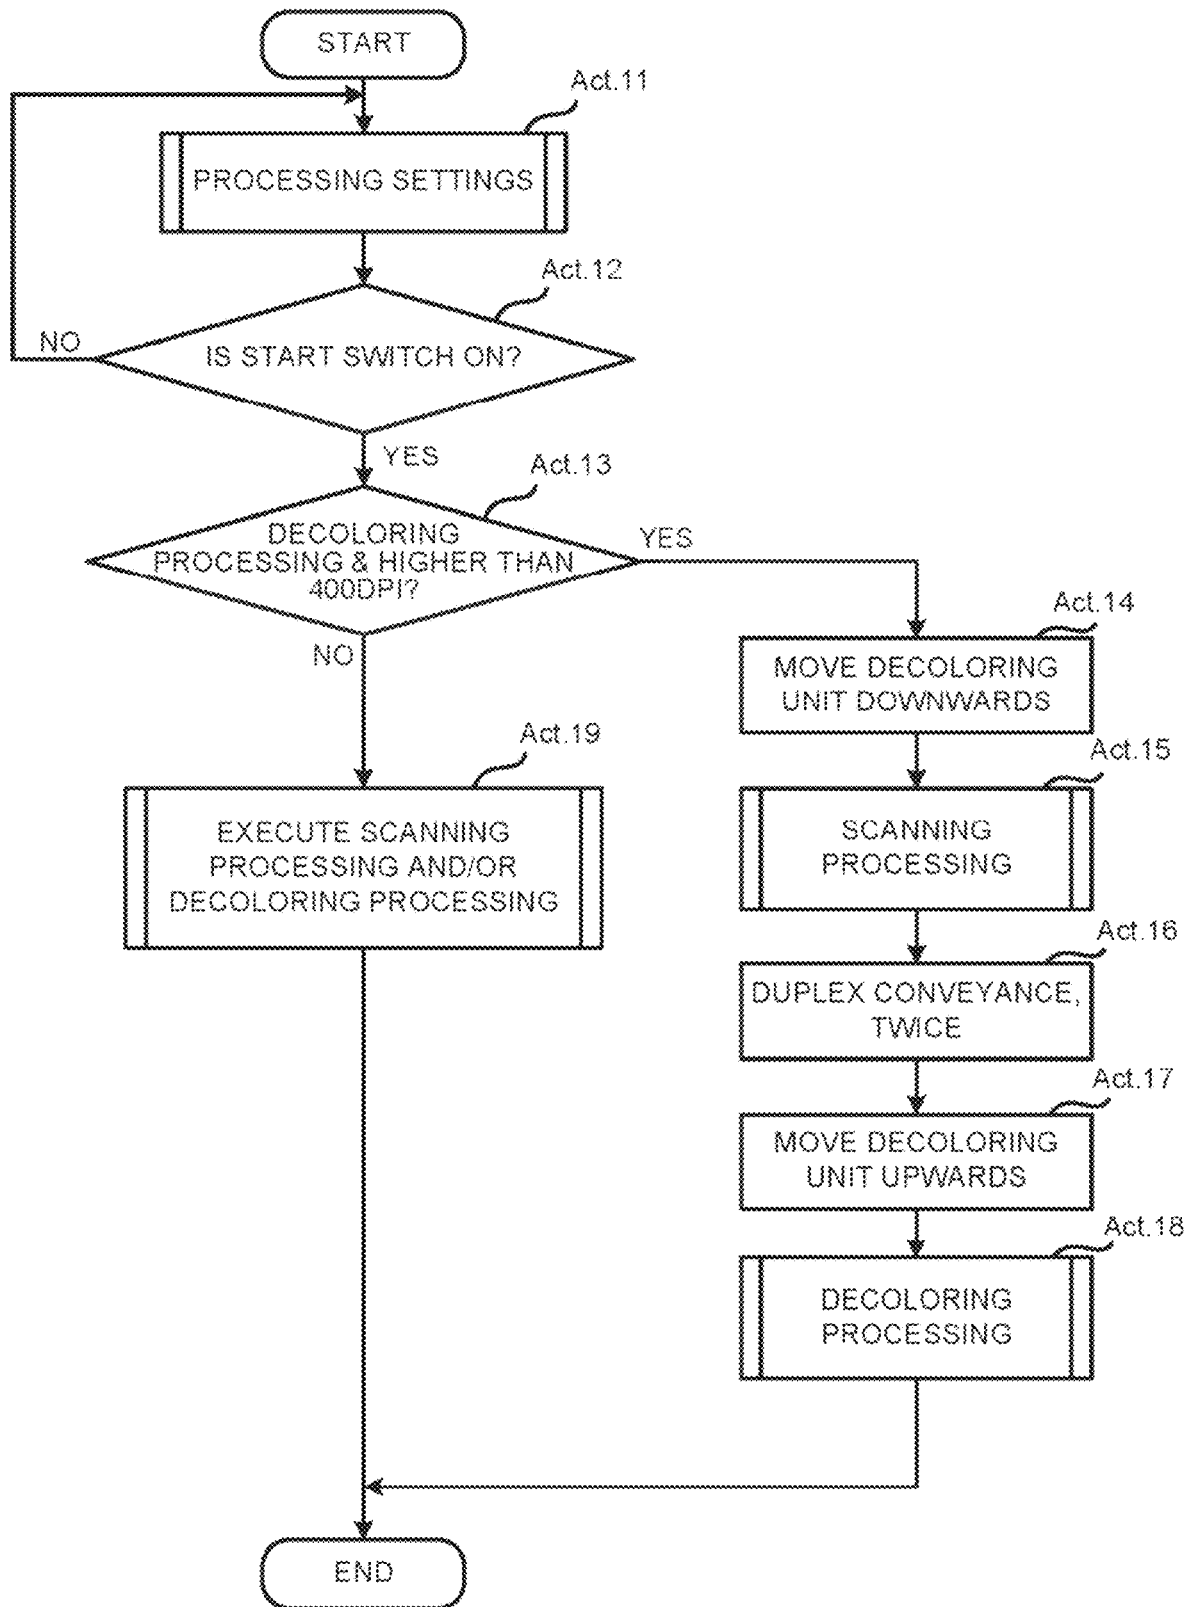 START
Act.11
PROCESSING SETTINGS
Act.12
IS START SWITCH ON?
NO
YES
Act.13
DECOLORING
PROCESSING & HIGHER THAN
400DPI?
YES
NO
Act.14
MOVE DECOLORING
UNIT DOWNWARDS
Act.15
SCANNING
PROCESSING
Act.19
EXECUTE SCANNING
PROCESSING AND/OR
DECOLORING PROCESSING
Act.16
DUPLEX CONVEYANCE,
TWICE
Act.17
MOVE DECOLORING
UNIT UPWARDS
Act.18
DECOLORING
PROCESSING
END